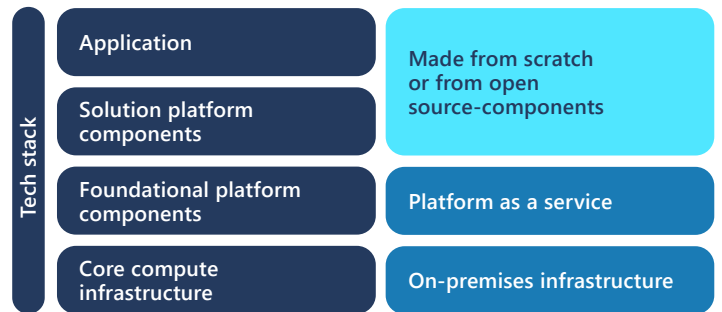 Tech stack
Application
Solution platform
components
Foundational platform
components
Core compute
infrastructure
Made from scratch
or from open
source-components
Platform as a service
On-premises infrastructure